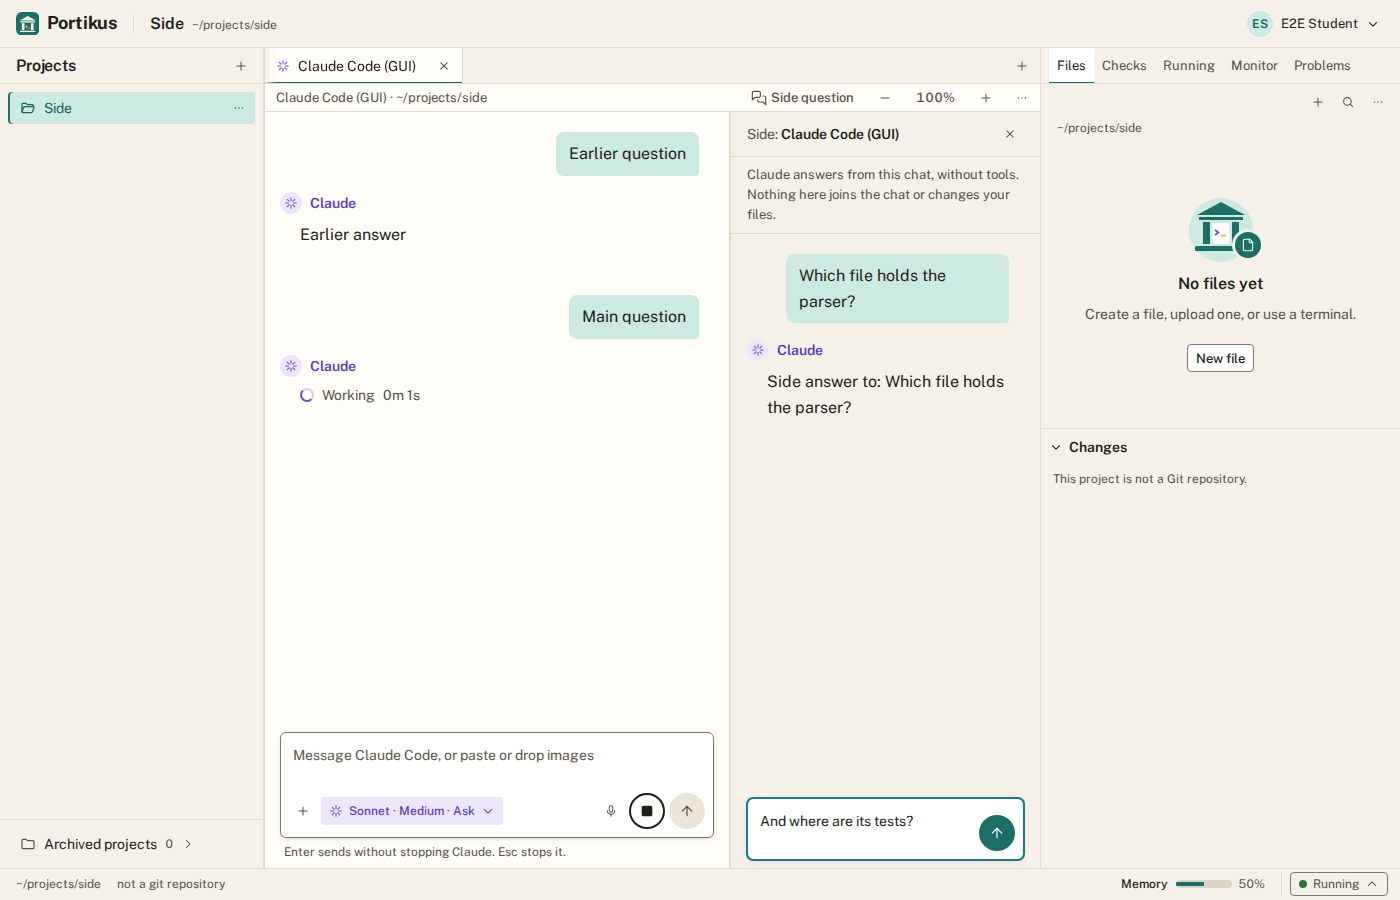 Portikus
Side ~/projects/side
ES E2E Student
Projects
Side
Archived projects 0
Claude Code (GUI)
Claude Code (GUI) · ~/projects/side
Side question
100%
Earlier question
Claude
Earlier answer
Main question
Claude
Working 0m 1s
Message Claude Code, or paste or drop images
Sonnet · Medium · Ask
Enter sends without stopping Claude. Esc stops it.
Side: Claude Code (GUI)
Claude answers from this chat, without tools.
Nothing here joins the chat or changes your
files.
Which file holds the
parser?
Claude
Side answer to: Which file holds
the parser?
And where are its tests?
Files Checks Running Monitor Problems
~/projects/side
No files yet
Create a file, upload one, or use a terminal.
New file
Changes
This project is not a Git repository.
~/projects/side not a git repository
Memory 50% Running